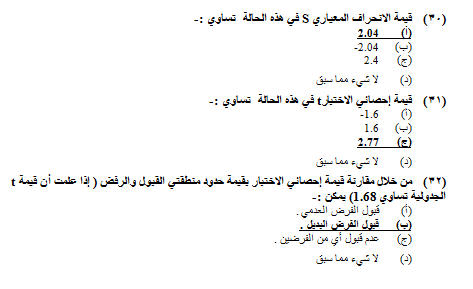 (٣٠) قيمة الانحراف المعياري S في هذه الحالة تساوي :-
(أ) 2.04
(ب) -2.04
(ج) 2.4
(د) لا شيء مما سبق
(٣١) قيمة إحصائي الاختبار t في هذه الحالة تساوي :-
(أ) -1.6
(ب) 1.6
(ج) 2.77
(د) لا شيء مما سبق
(٣٢) من خلال مقارنة قيمة إحصائي الاختبار بقيمة حدود منطقتي القبول والرفض ( إذا علمت أن قيمة t
الجدولية تساوي 1.68) يمكن :-
(أ) قبول الفرض العدمي .
(ب) قبول الفرض البديل .
(ج) عدم قبول أي من الفرضين .
(د) لا شيء مما سبق